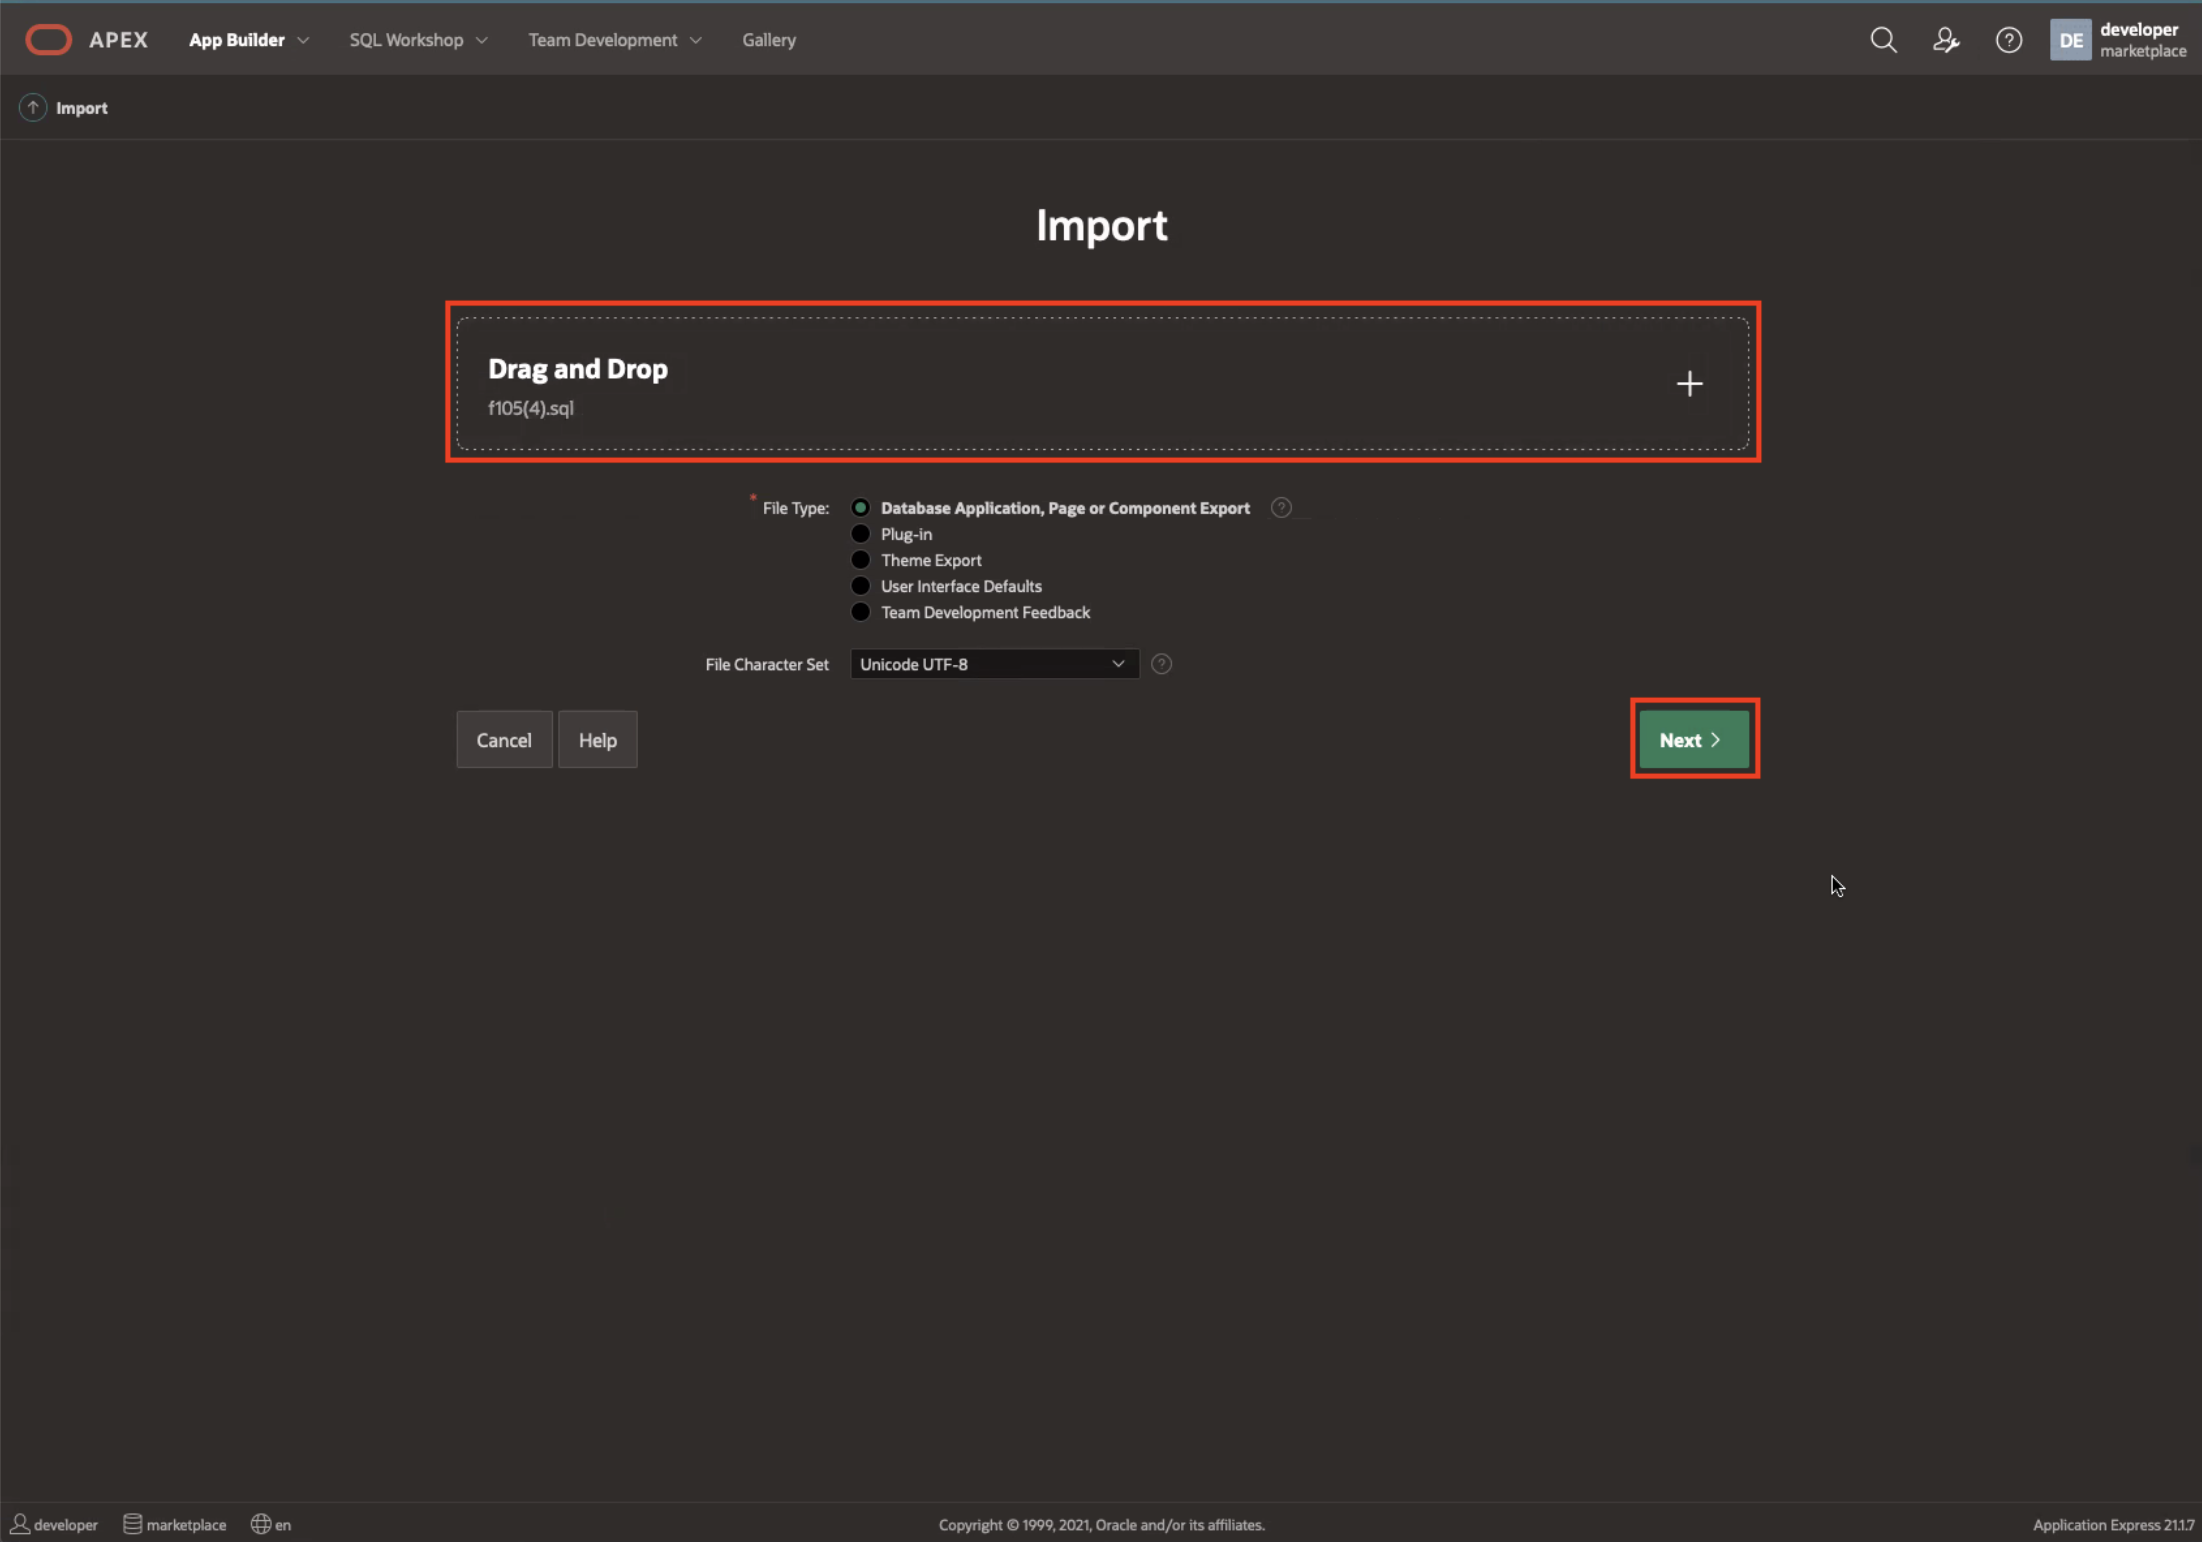 APEX App Builder SQL Workshop Team Development Gallery
DE developer
marketplace
Import
Import
Drag and Drop
f105(4).sql
* File Type: Database Application, Page or Component Export ?
Plug-in
Theme Export
User Interface Defaults
Team Development Feedback
File Character Set Unicode UTF-8 ?
Cancel Help Next
developer marketplace en Copyright © 1999, 2021, Oracle and/or its affiliates. Application Express 21.1.7